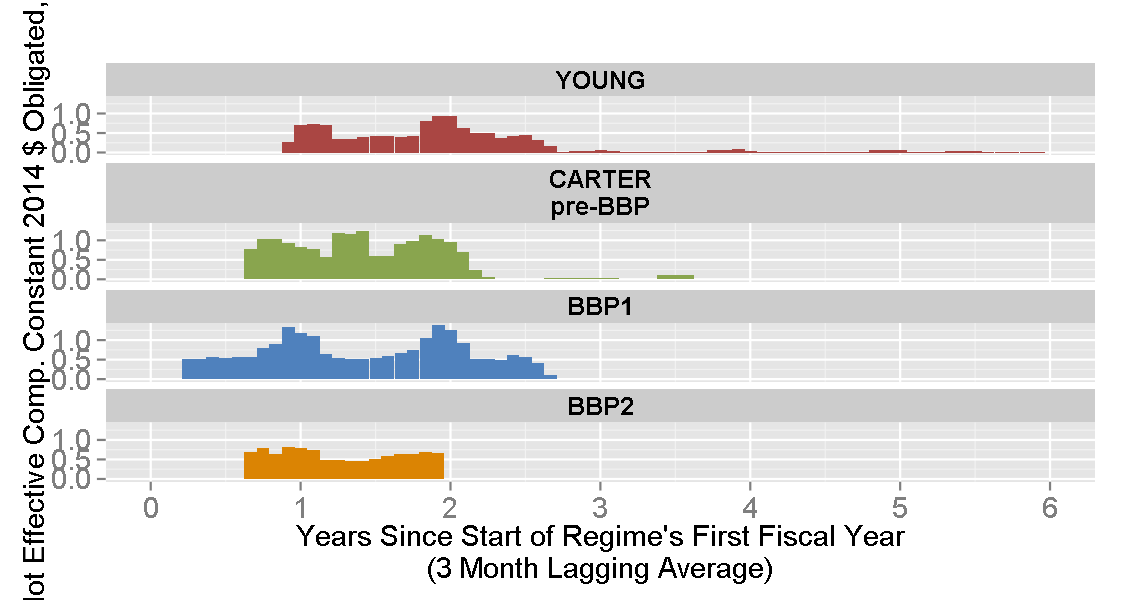 lot Effective Comp. Constant 2014 $ Obligated,
YOUNG
1.0
0.5
0.0
CARTER
pre-BBP
1.0
0.5
0.0
BBP1
1.0
0.5
0.0
BBP2
1.0
0.5
0.0
0 1 2 3 4 5 6
Years Since Start of Regime's First Fiscal Year
(3 Month Lagging Average)